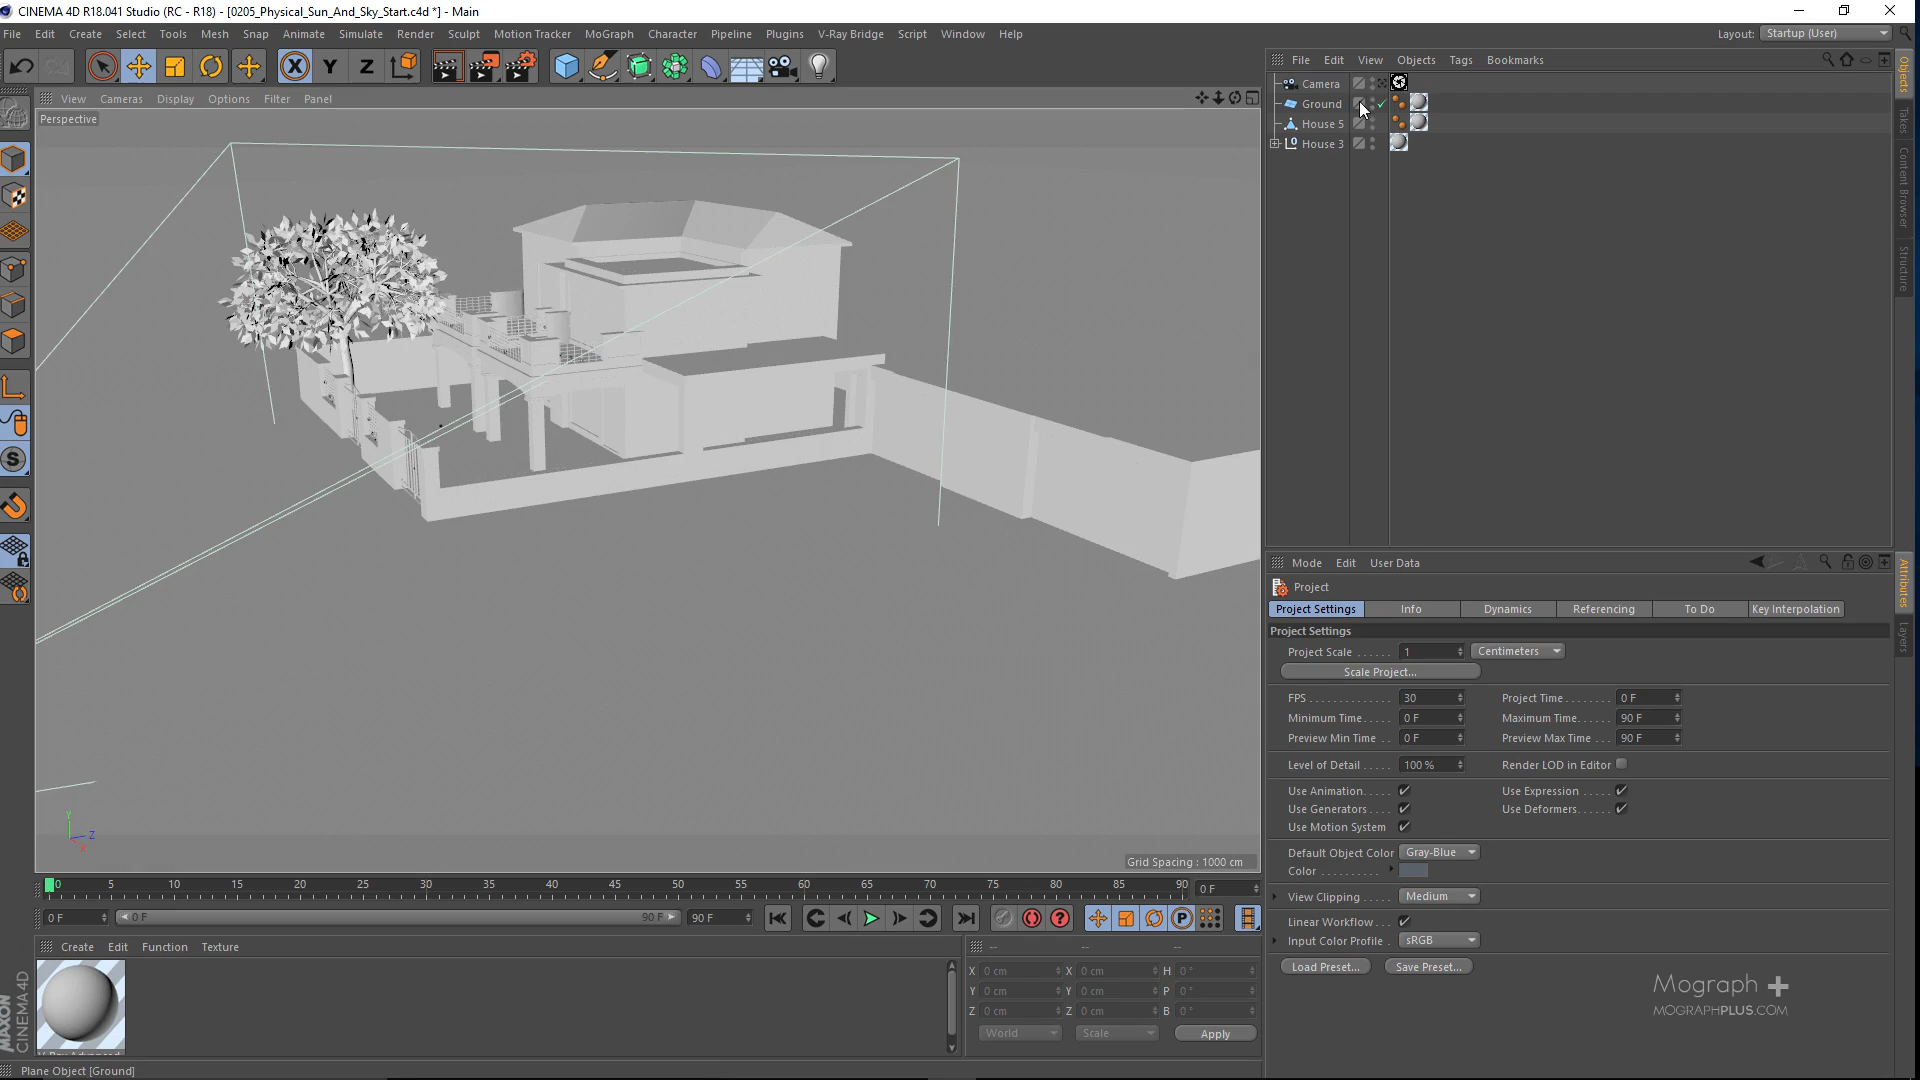 CINEMA 4D R18.041 Studio (RC - R18) - [0205_Physical_Sun_And_Sky_Start.c4d *] - Main
File Edit Create Select Tools Mesh Snap Animate Simulate Render Sculpt Motion Tracker MoGraph Character Pipeline Plugins V-Ray Bridge Script Window Help Layout: Startup (User)
X Y Z
File Edit View Objects Tags Bookmarks
View Cameras Display Options Filter Panel
Perspective
Camera
Ground
House 5
House 3
Objects
Takes
Content Browser
Structure
Mode Edit User Data
Project
Project Settings Info Dynamics Referencing To Do Key Interpolation
Project Settings
Project Scale ...... 1 Centimeters
Scale Project...
FPS ............. 30 Project Time ....... 0 F
Minimum Time ..... 0 F Maximum Time ...... 90 F
Preview Min Time .. 0 F Preview Max Time ... 90 F
Level of Detail ..... 100 % Render LOD in Editor
Use Animation ..... Use Expression .....
Use Generators .... Use Deformers .....
Use Motion System
Default Object Color Gray-Blue
Color ..........
View Clipping ..... Medium
Linear Workflow ..
Input Color Profile . sRGB
Load Preset... Save Preset...
Attributes
Layers
Y
Z
X
Grid Spacing : 1000 cm
0 5 10 15 20 25 30 35 40 45 50 55 60 65 70 75 80 85 90 0 F
0 F 0 F 90 F 90 F
Create Edit Function Texture
-- -- --
X 0 cm X 0 cm H 0 °
Y 0 cm Y 0 cm P 0 °
Z 0 cm Z 0 cm B 0 °
World Scale Apply
MAXON
CINEMA 4D
Mograph +
MOGRAPHPLUS.COM
Plane Object [Ground]